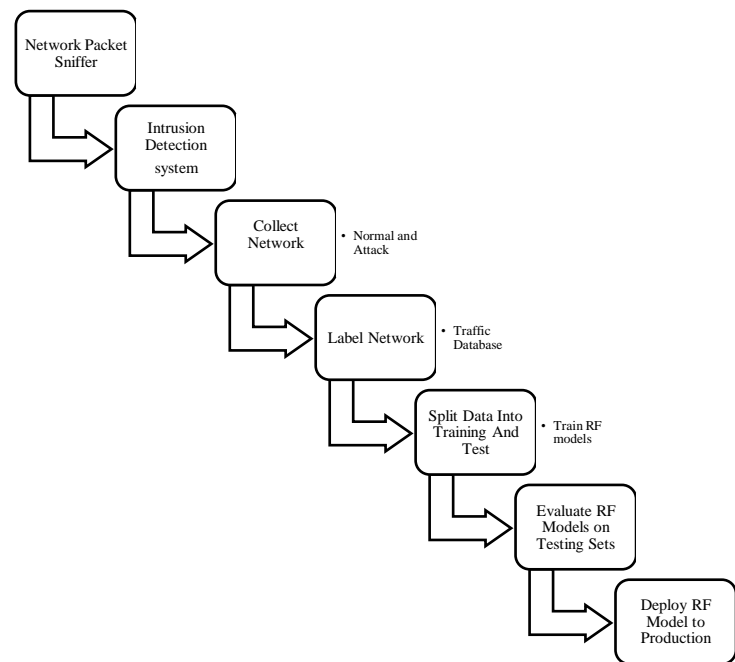 Network Packet
Sniffer
Intrusion
Detection
system
Collect
Network
• Normal and
Attack
Label Network
• Traffic
Database
Split Data Into
Training And
Test
• Train RF
models
Evaluate RF
Models on
Testing Sets
Deploy RF
Model to
Production